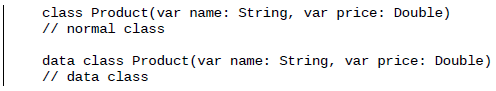 class Product(var name: String, var price: Double)
// normal class
data class Product(var name: String, var price: Double)
// data class